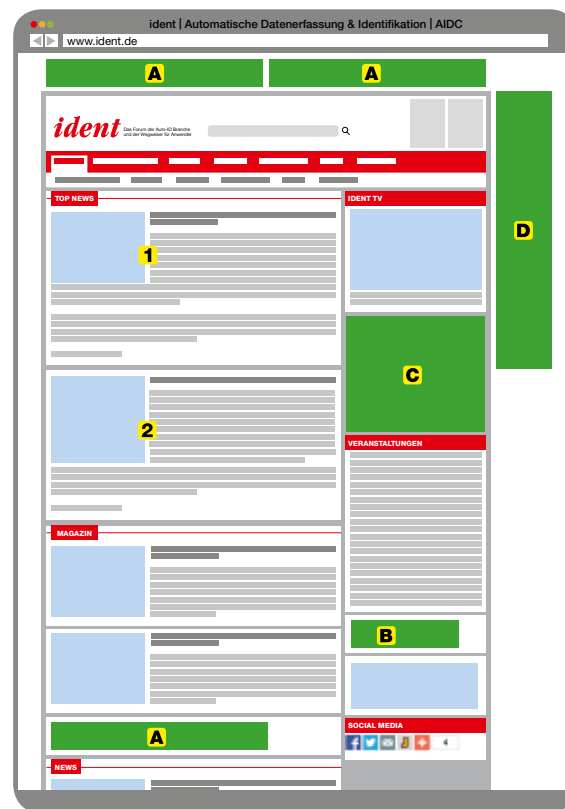 ident | Automatische Datenerfassung & Identifikation | AIDC
www.ident.de
A
A
ident
Das Forum der Auto-ID Branche
und der Wegweiser für Anwender
TOP NEWS
IDENT TV
1
D
C
2
VERANSTALTUNGEN
MAGAZIN
B
SOCIAL MEDIA
A
4
NEWS